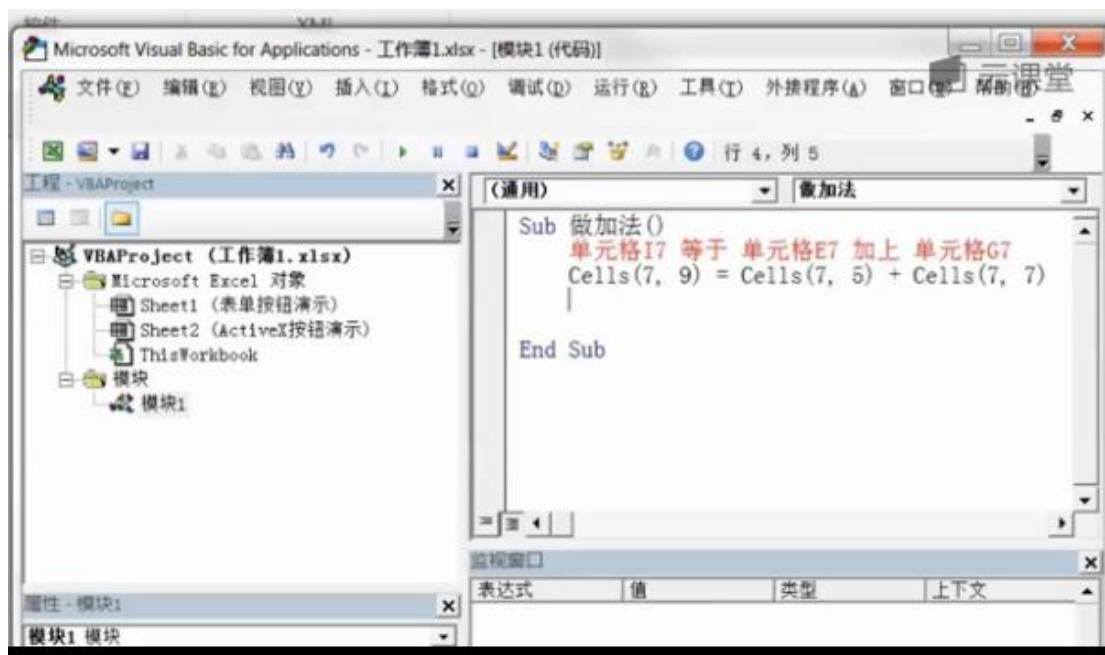 控件 XML
Microsoft Visual Basic for Applications - 工作簿1.xlsx - [模块1 (代码)]
云课堂
文件(F) 编辑(E) 视图(V) 插入(I) 格式(O) 调试(D) 运行(R) 工具(T) 外接程序(A) 窗口(W) 帮助(H)
行 4, 列 5
工程 - VBAProject
(通用) 做加法
Sub 做加法()
单元格I7 等于 单元格E7 加上 单元格G7
Cells(7, 9) = Cells(7, 5) + Cells(7, 7)
End Sub
VBAProject (工作簿1.xlsx)
Microsoft Excel 对象
Sheet1 (表单按钮演示)
Sheet2 (ActiveX按钮演示)
ThisWorkbook
模块
模块1
监视窗口
表达式 值 类型 上下文
属性 - 模块1
模块1 模块